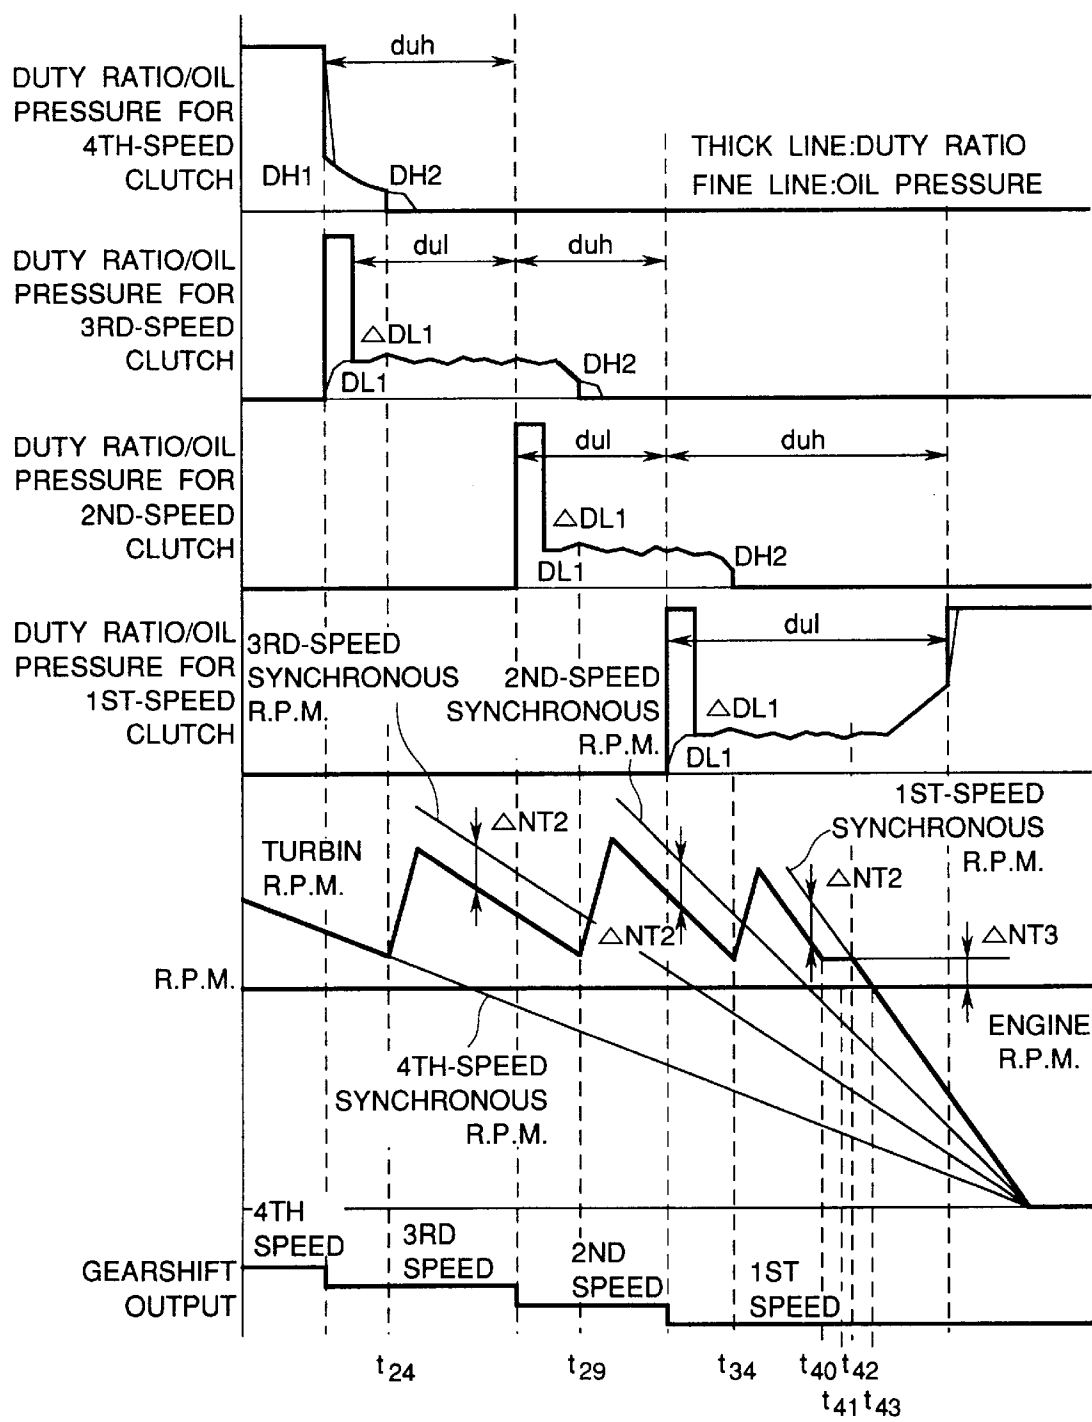 duh
DUTY RATIO/OIL
PRESSURE FOR
4TH-SPEED
CLUTCH
DH1
DH2
THICK LINE:DUTY RATIO
FINE LINE:OIL PRESSURE
dul
duh
DUTY RATIO/OIL
PRESSURE FOR
3RD-SPEED
CLUTCH
△DL1
DL1
DH2
DUTY RATIO/OIL
PRESSURE FOR
2ND-SPEED
CLUTCH
dul
duh
△DL1
DL1
DH2
DUTY RATIO/OIL
PRESSURE FOR
1ST-SPEED
CLUTCH
3RD-SPEED
SYNCHRONOUS
R.P.M.
2ND-SPEED
SYNCHRONOUS
R.P.M.
dul
△DL1
DL1
1ST-SPEED
SYNCHRONOUS
R.P.M.
△NT2
TURBIN
R.P.M.
△NT2
△NT2
△NT3
R.P.M.
ENGINE
R.P.M.
4TH-SPEED
SYNCHRONOUS
R.P.M.
4TH
SPEED
3RD
SPEED
2ND
SPEED
1ST
SPEED
GEARSHIFT
OUTPUT
t24
t29
t34
t40
t42
t41
t43